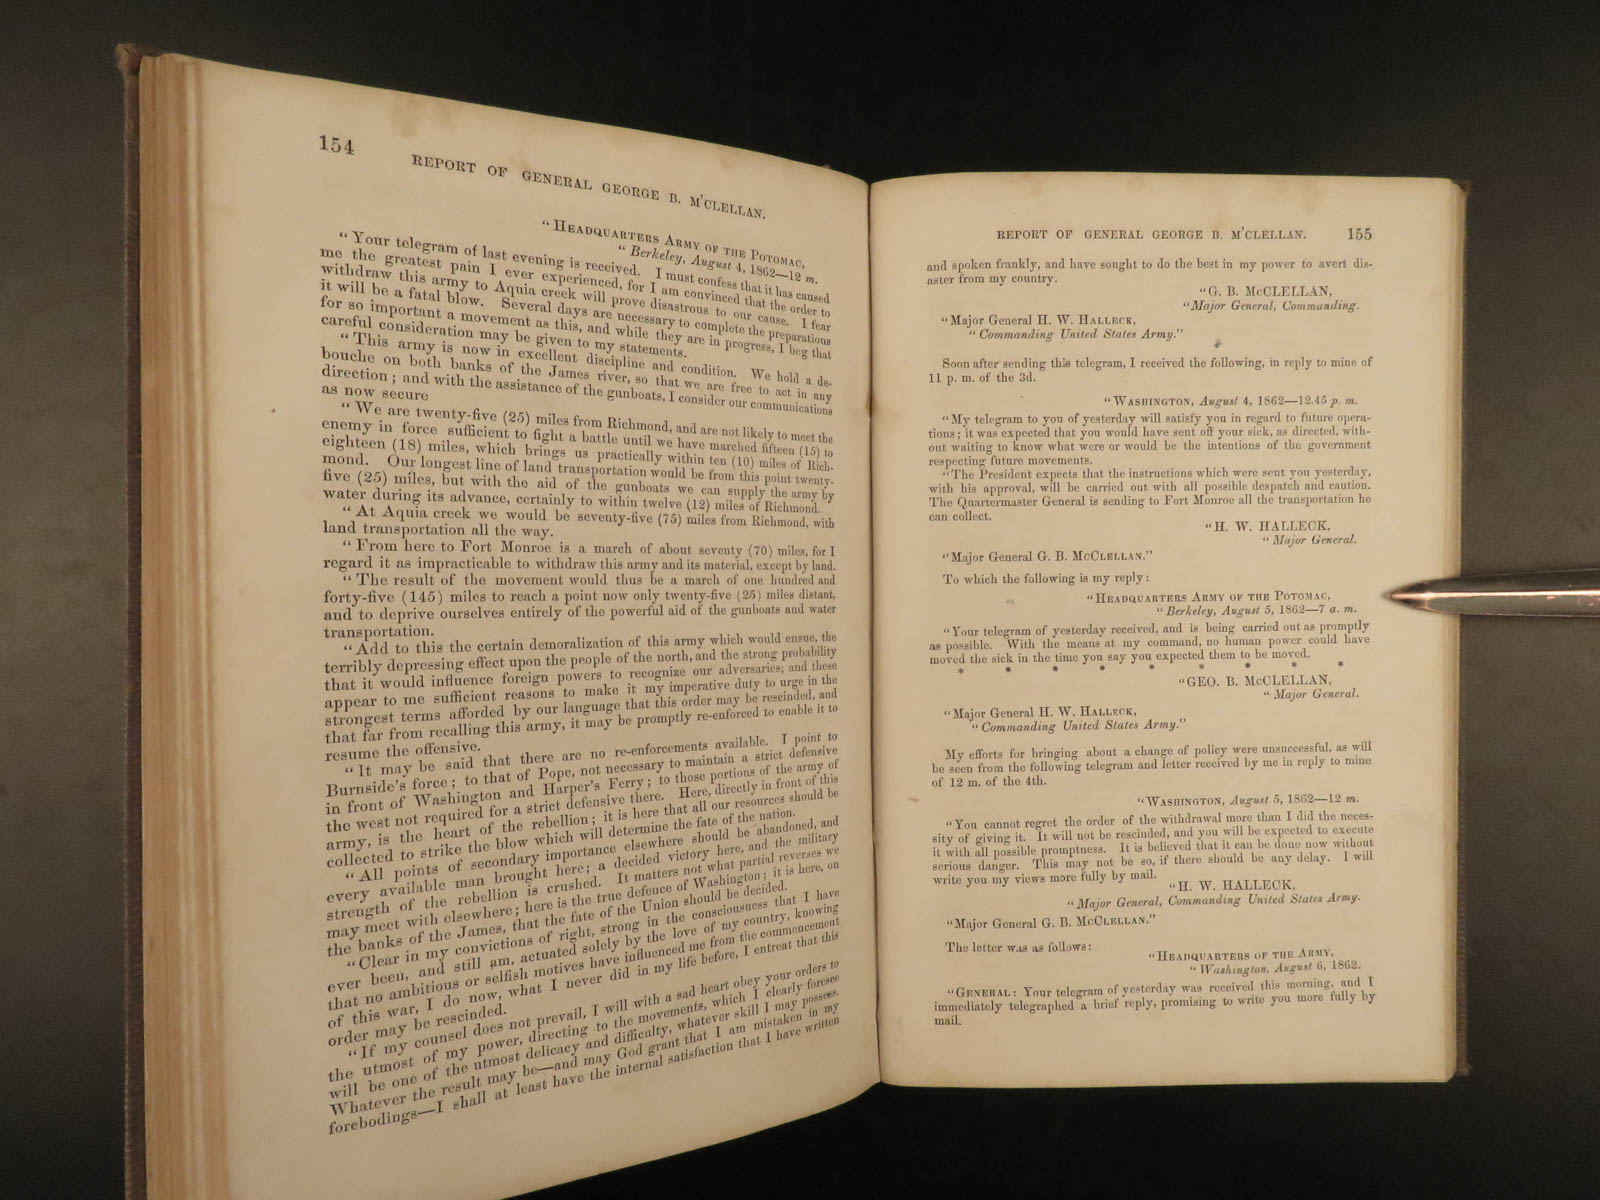 154
REPORT OF GENERAL GEORGE B. M'CLELLAN.
"HEADQUARTERS ARMY OF THE POTOMAC,
"Berkeley, August 4, 1862—12 m.
"Your telegram of last evening is received. I must confess that it has caused
me the greatest pain I ever experienced, for I am convinced that the order to
withdraw this army to Aquia creek will prove disastrous to our cause. I fear
it will be a fatal blow. Several days are necessary to complete the preparations
for so important a movement as this, and while they are in progress, I beg that
careful consideration may be given to my statements.
"This army is now in excellent discipline and condition. We hold a de-
bouche on both banks of the James river, so that we are free to act in any
direction; and with the assistance of the gunboats, I consider our communications
as now secure
"We are twenty-five (25) miles from Richmond, and are not likely to meet the
enemy in force sufficient to fight a battle until we have marched fifteen (15) to
eighteen (18) miles, which brings us practically within ten (10) miles of Rich-
mond. Our longest line of land transportation would be from this point twenty-
five (25) miles, but with the aid of the gunboats we can supply the army by
water during its advance, certainly to within twelve (12) miles of Richmond.
"At Aquia creek we would be seventy-five (75) miles from Richmond, with
land transportation all the way.
"From here to Fort Monroe is a march of about seventy (70) miles, for I
regard it as impracticable to withdraw this army and its material, except by land.
"The result of the movement would thus be a march of one hundred and
forty-five (145) miles to reach a point now only twenty-five (25) miles distant,
and to deprive ourselves entirely of the powerful aid of the gunboats and water
transportation.
"Add to this the certain demoralization of this army which would ensue, the
terribly depressing effect upon the people of the north, and the strong probability
that it would influence foreign powers to recognize our adversaries; and these
appear to me sufficient reasons to make it my imperative duty to urge in the
strongest terms afforded by our language that this order may be rescinded, and
that far from recalling this army, it may be promptly re-enforced to enable it to
resume the offensive.
"It may be said that there are no re-enforcements available. I point to
Burnside's force; to that of Pope, not necessary to maintain a strict defensive
in front of Washington and Harper's Ferry; to those portions of the army of
the west not required for a strict defensive there. Here, directly in front of this
army, is the heart of the rebellion; it is here that all our resources should be
collected to strike the blow which will determine the fate of the nation.
"All points of secondary importance elsewhere should be abandoned, and
every available man brought here; a decided victory here, and the military
strength of the rebellion is crushed. It matters not what partial reverses we
may meet with elsewhere; here is the true defence of Washington; it is here, on
the banks of the James, that the fate of the Union should be decided.
"Clear in my convictions of right, strong in the consciousness that I have
ever been, and still am, actuated solely by the love of my country, knowing
that no ambitious or selfish motives have influenced me from the commencement
of this war, I do now, what I never did in my life before, I entreat that this
order may be rescinded.
"If my counsel does not prevail, I will with a sad heart obey your orders to
the utmost of my power, directing to the movements, which I clearly foresee
will be one of the utmost delicacy and difficulty, whatever skill I may possess.
Whatever the result may be—and may God grant that I am mistaken in my
forebodings—I shall at least have the internal satisfaction that I have written
REPORT OF GENERAL GEORGE B. M'CLELLAN. 155
and spoken frankly, and have sought to do the best in my power to avert dis-
aster from my country.
"G. B. McCLELLAN,
"Major General, Commanding.
"Major General H. W. HALLECK,
"Commanding United States Army."
Soon after sending this telegram, I received the following, in reply to mine of
11 p. m. of the 3d.
"WASHINGTON, August 4, 1862—12.45 p. m.
"My telegram to you of yesterday will satisfy you in regard to future opera-
tions; it was expected that you would have sent off your sick, as directed, with-
out waiting to know what were or would be the intentions of the government
respecting future movements.
"The President expects that the instructions which were sent you yesterday,
with his approval, will be carried out with all possible despatch and caution.
The Quartermaster General is sending to Fort Monroe all the transportation he
can collect.
"H. W. HALLECK,
"Major General.
"Major General G. B. McCLELLAN."
To which the following is my reply:
"HEADQUARTERS ARMY OF THE POTOMAC,
"Berkeley, August 5, 1862—7 a. m.
"Your telegram of yesterday received, and is being carried out as promptly
as possible. With the means at my command, no human power could have
moved the sick in the time you say you expected them to be moved.
* * * * * * * * *
"GEO. B. McCLELLAN,
"Major General.
"Major General H. W. HALLECK,
"Commanding United States Army."
My efforts for bringing about a change of policy were unsuccessful, as will
be seen from the following telegram and letter received by me in reply to mine
of 12 m. of the 4th.
"WASHINGTON, August 5, 1862—12 m.
"You cannot regret the order of the withdrawal more than I did the neces-
sity of giving it. It will not be rescinded, and you will be expected to execute
it with all possible promptness. It is believed that it can be done now without
serious danger. This may not be so, if there should be any delay. I will
write you my views more fully by mail.
"H. W. HALLECK,
"Major General, Commanding United States Army.
"Major General G. B. McCLELLAN."
The letter was as follows:
"HEADQUARTERS OF THE ARMY,
"Washington, August 6, 1862.
"GENERAL: Your telegram of yesterday was received this morning, and I
immediately telegraphed a brief reply, promising to write you more fully by
mail.